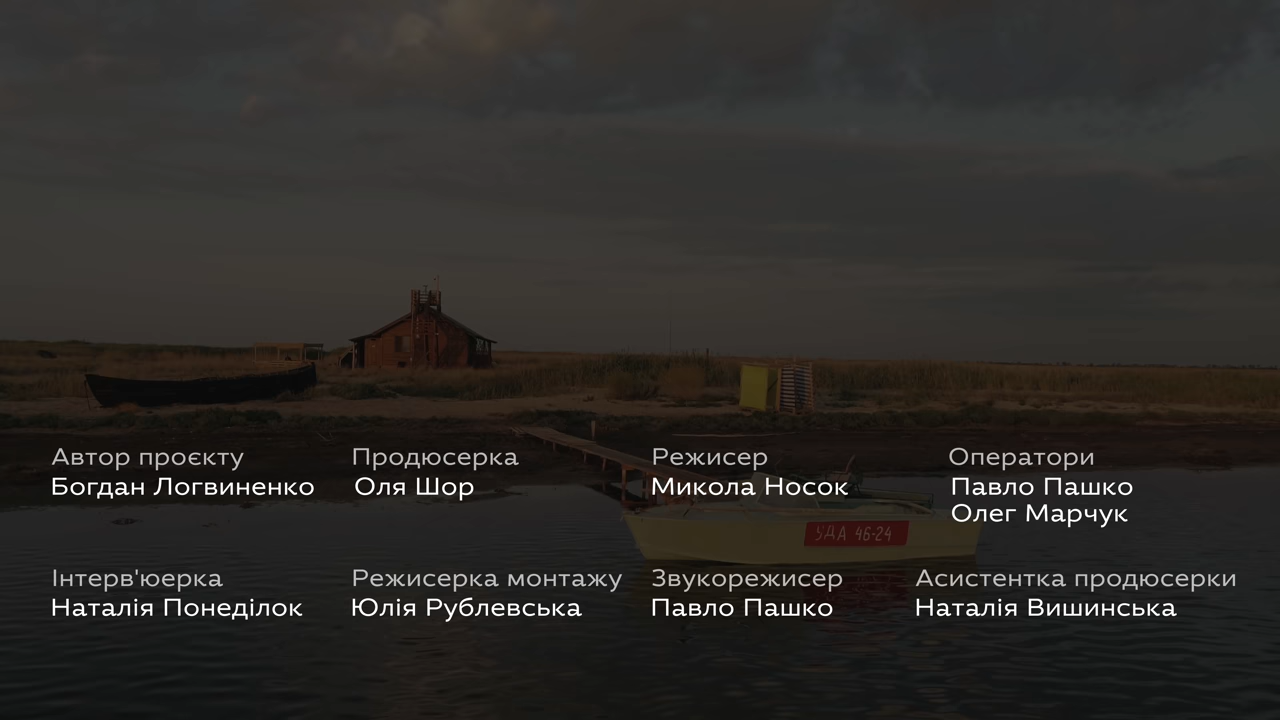 Автор проєкту
Богдан Логвиненко
Продюсерка
Оля Шор
Режисер
Микола Носок
Оператори
Павло Пашко
Олег Марчук
УДА 46-24
Інтерв'юерка
Наталія Понеділок
Режисерка монтажу
Юлія Рублевська
Звукорежисер
Павло Пашко
Асистентка продюсерки
Наталія Вишинська